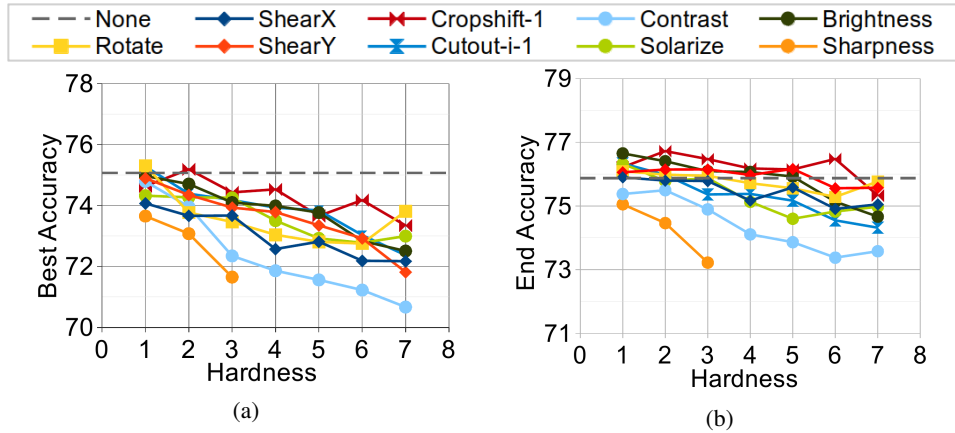 None ShearX Cropshift-1 Contrast Brightness
Rotate ShearY Cutout-i-1 Solarize Sharpness
78
76
74
72
70
0 1 2 3 4 5 6 7 8
Best Accuracy
Hardness
(a)
79
77
75
73
71
0 1 2 3 4 5 6 7 8
End Accuracy
Hardness
(b)